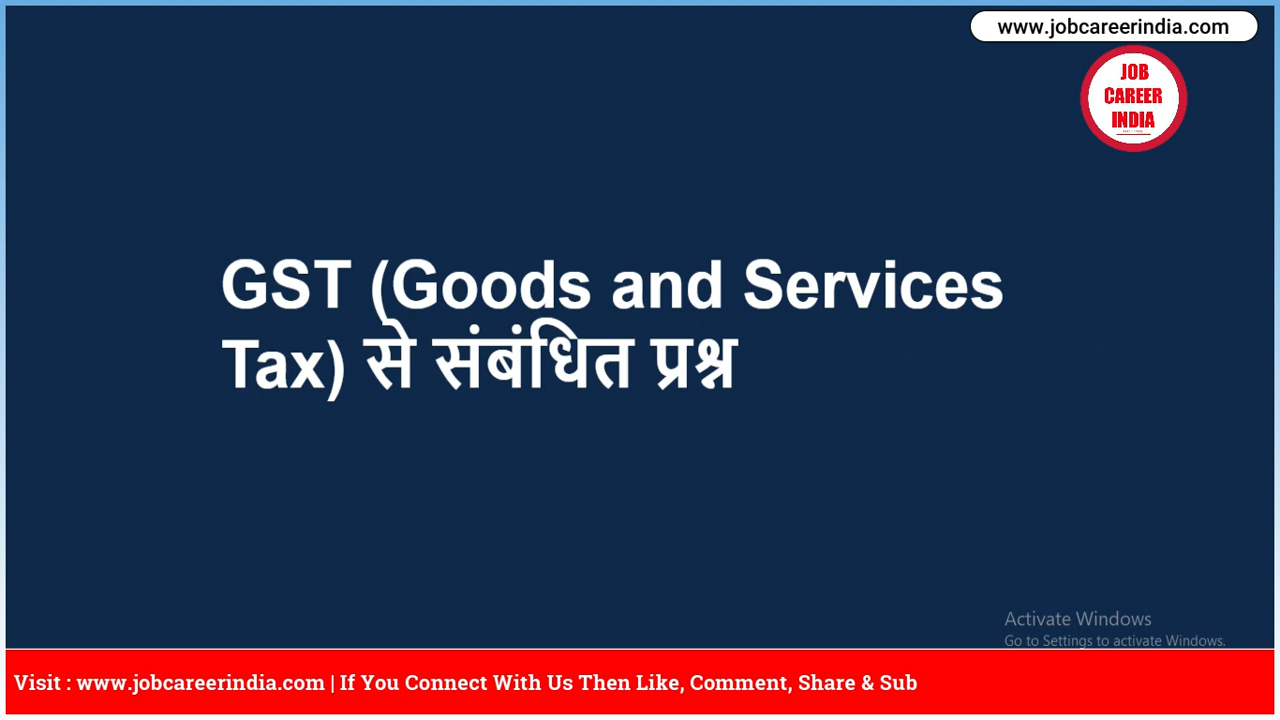 www.jobcareerindia.com
JOB
CAREER
INDIA
GST (Goods and Services
Tax) से संबंधित प्रश्न
Activate Windows
Go to Settings to activate Windows.
Visit : www.jobcareerindia.com | If You Connect With Us Then Like, Comment, Share & Sub